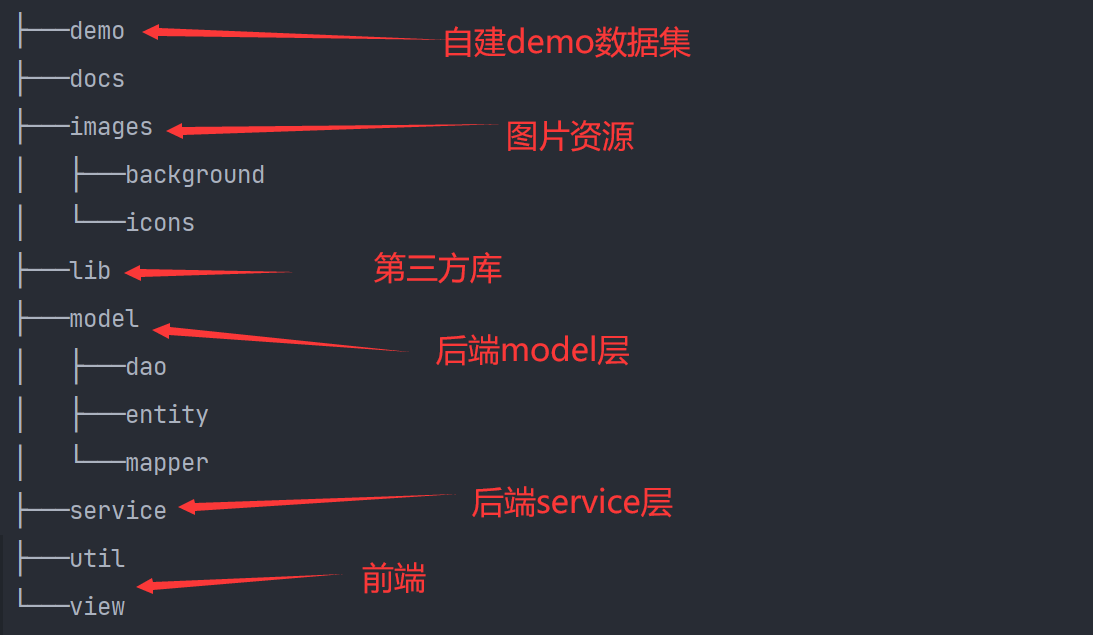 ├──demo 自建demo数据集
├──docs
├──images 图片资源
│   ├──background
│   └──icons
├──lib 第三方库
├──model 后端model层
│   ├──dao
│   ├──entity
│   └──mapper
├──service 后端service层
├──util
└──view 前端